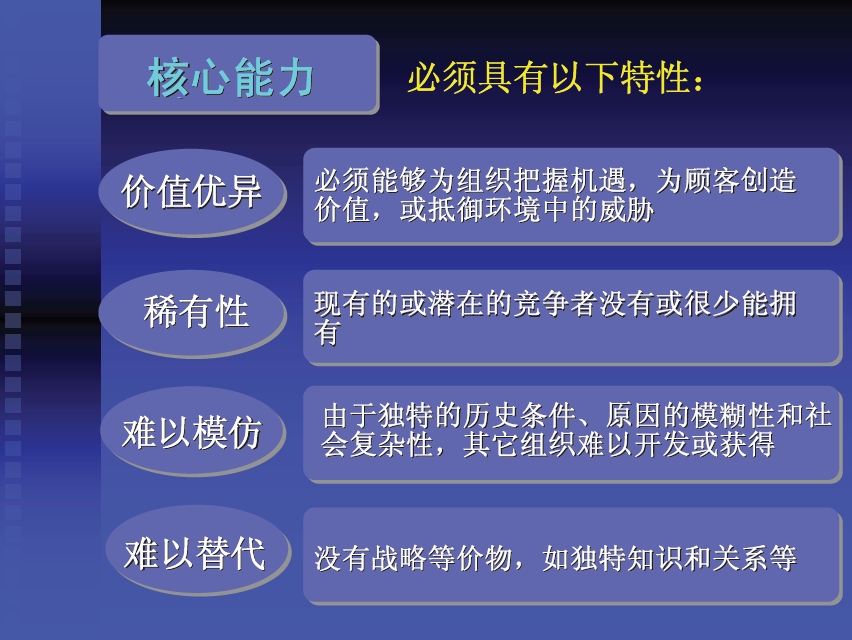 核心能力 必须具有以下特性：
价值优异
必须能够为组织把握机遇，为顾客创造
价值，或抵御环境中的威胁
稀有性
现有的或潜在的竞争者没有或很少能拥
有
难以模仿
由于独特的历史条件、原因的模糊性和社
会复杂性，其它组织难以开发或获得
难以替代
没有战略等价物，如独特知识和关系等